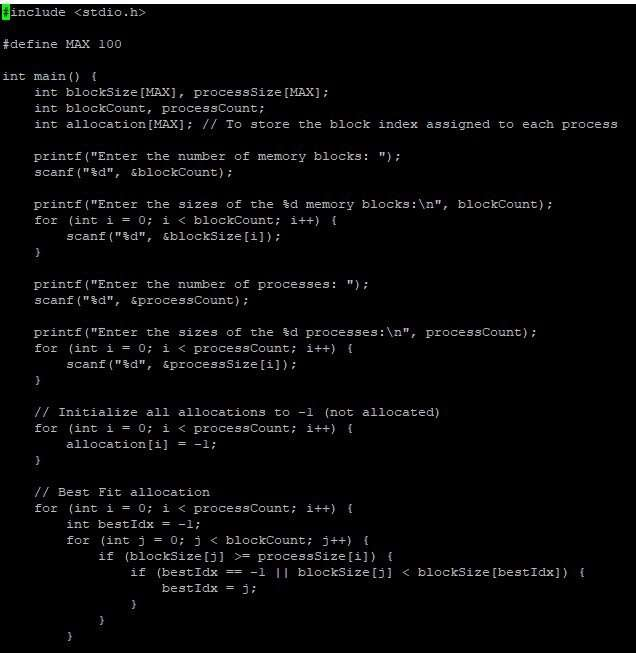 #include <stdio.h>
#define MAX 100
int main() {
    int blockSize[MAX], processSize[MAX];
    int blockCount, processCount;
    int allocation[MAX]; // To store the block index assigned to each process
    printf("Enter the number of memory blocks: ");
    scanf("%d", &blockCount);
    printf("Enter the sizes of the %d memory blocks:\n", blockCount);
    for (int i = 0; i < blockCount; i++) {
        scanf("%d", &blockSize[i]);
    }
    printf("Enter the number of processes: ");
    scanf("%d", &processCount);
    printf("Enter the sizes of the %d processes:\n", processCount);
    for (int i = 0; i < processCount; i++) {
        scanf("%d", &processSize[i]);
    }
    // Initialize all allocations to -1 (not allocated)
    for (int i = 0; i < processCount; i++) {
        allocation[i] = -1;
    }
    // Best Fit allocation
    for (int i = 0; i < processCount; i++) {
        int bestIdx = -1;
        for (int j = 0; j < blockCount; j++) {
            if (blockSize[j] >= processSize[i]) {
                if (bestIdx == -1 || blockSize[j] < blockSize[bestIdx]) {
                    bestIdx = j;
                }
            }
        }